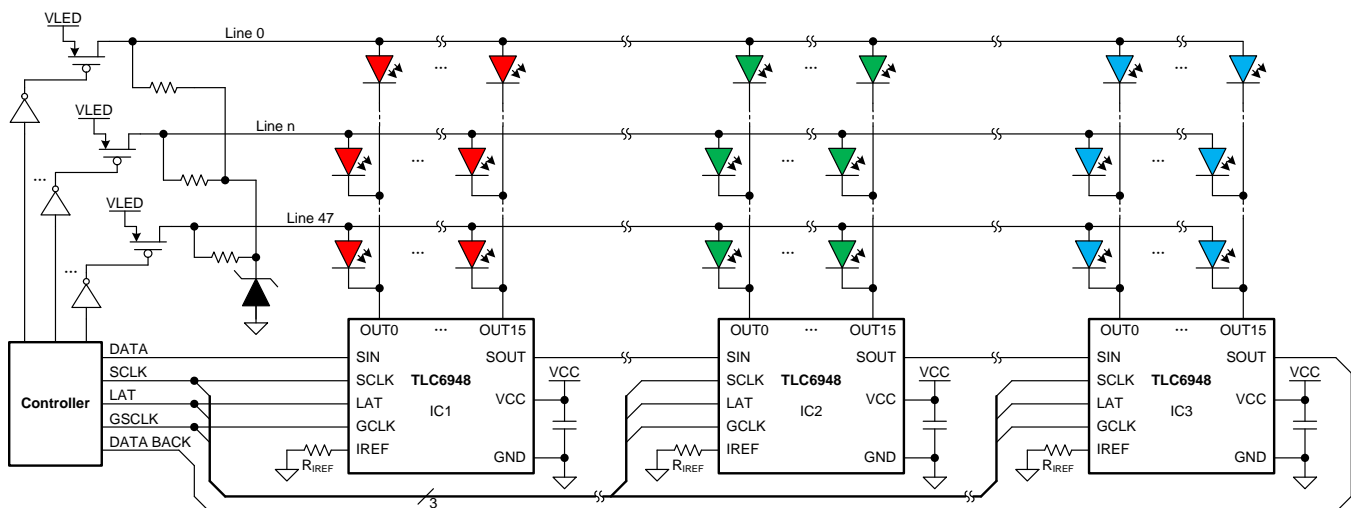 VLED
Line 0
...
...
...
VLED
Line n
...
...
...
...
VLED
Line 47
...
...
...
...
OUT0 ... OUT15
OUT0 ... OUT15
OUT0 ... OUT15
Controller
DATA
SCLK
LAT
GSCLK
DATA BACK
SIN
SCLK
LAT
GCLK
IREF
TLC6948
IC1
SOUT
VCC
GND
VCC
RIREF
3
SIN
SCLK
LAT
GCLK
IREF
TLC6948
IC2
SOUT
VCC
GND
VCC
RIREF
SIN
SCLK
LAT
GCLK
IREF
TLC6948
IC3
SOUT
VCC
GND
VCC
RIREF